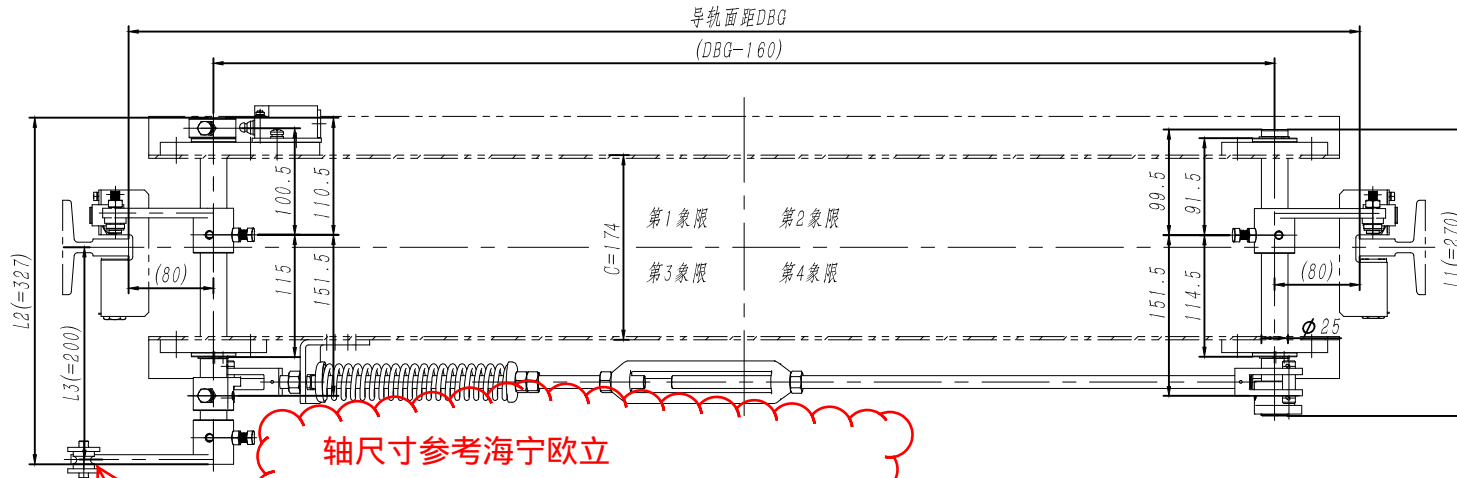 导轨面距DBG
(DBG-160)
100.5
110.5
99.5
91.5
第1象限
第2象限
C=174
第3象限
第4象限
L2(=327)
(80)
115
151.5
151.5
114.5
(80)
L1(=270)
L3(=200)
ϕ25
轴尺寸参考海宁欧立